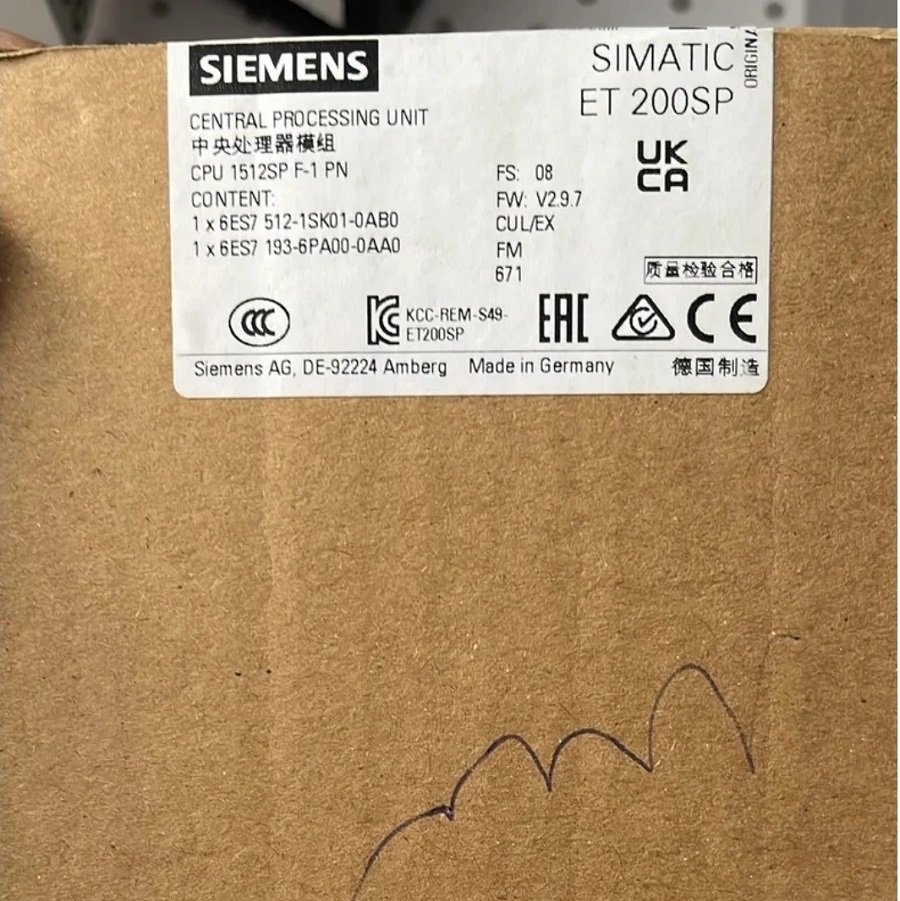 SIEMENS
SIMATIC
ET 200SP
CENTRAL PROCESSING UNIT
中央处理器模组
CPU 1512SP F-1 PN
FS: 08
UK
CA
CONTENT:
FW: V2.9.7
1 x 6ES7 512-1SK01-0AB0
CUL/EX
1 x 6ES7 193-6PA00-0AA0
FM
671
质量检验合格
CCC
KCC-REM-S49-
ET200SP
EAC
CE
Siemens AG, DE-92224 Amberg Made in Germany 德国制造